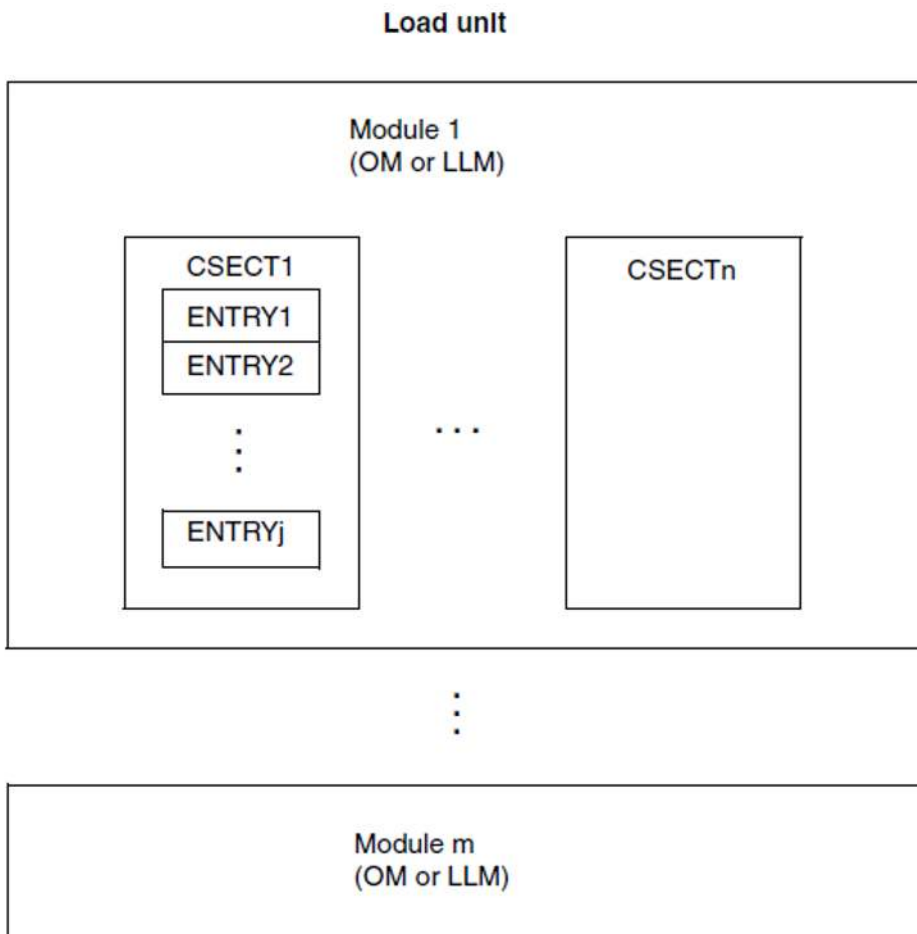 Load unit
Module 1
(OM or LLM)
CSECT1
CSECTn
ENTRY1
ENTRY2
. . .
ENTRYj
Module m
(OM or LLM)